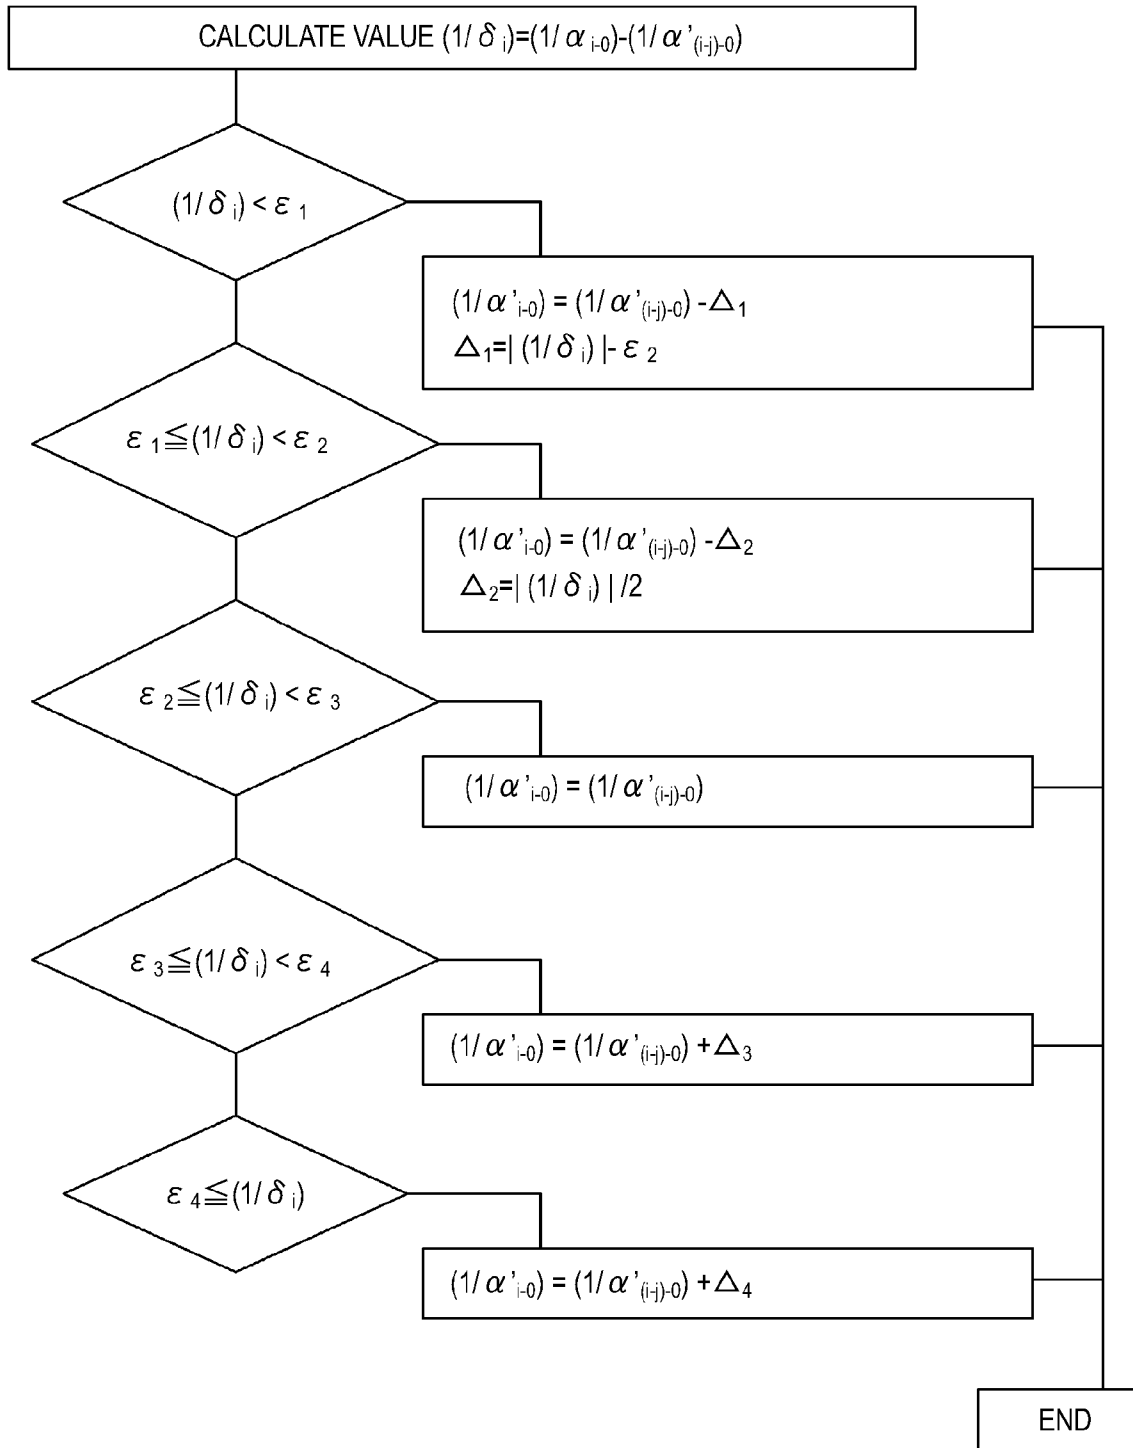 CALCULATE VALUE (1/δ i)=(1/α i-0)-(1/α'(i-j)-0)
(1/δ i) < ε 1
(1/α'i-0) = (1/α'(i-j)-0) -△1
△1=| (1/δ i) |- ε 2
ε 1≦(1/δ i) < ε 2
(1/α'i-0) = (1/α'(i-j)-0) -△2
△2=| (1/δ i) | /2
ε 2≦(1/δ i) < ε 3
(1/α'i-0) = (1/α'(i-j)-0)
ε 3≦(1/δ i) < ε 4
(1/α'i-0) = (1/α'(i-j)-0) +△3
ε 4≦(1/δ i)
(1/α'i-0) = (1/α'(i-j)-0) +△4
END